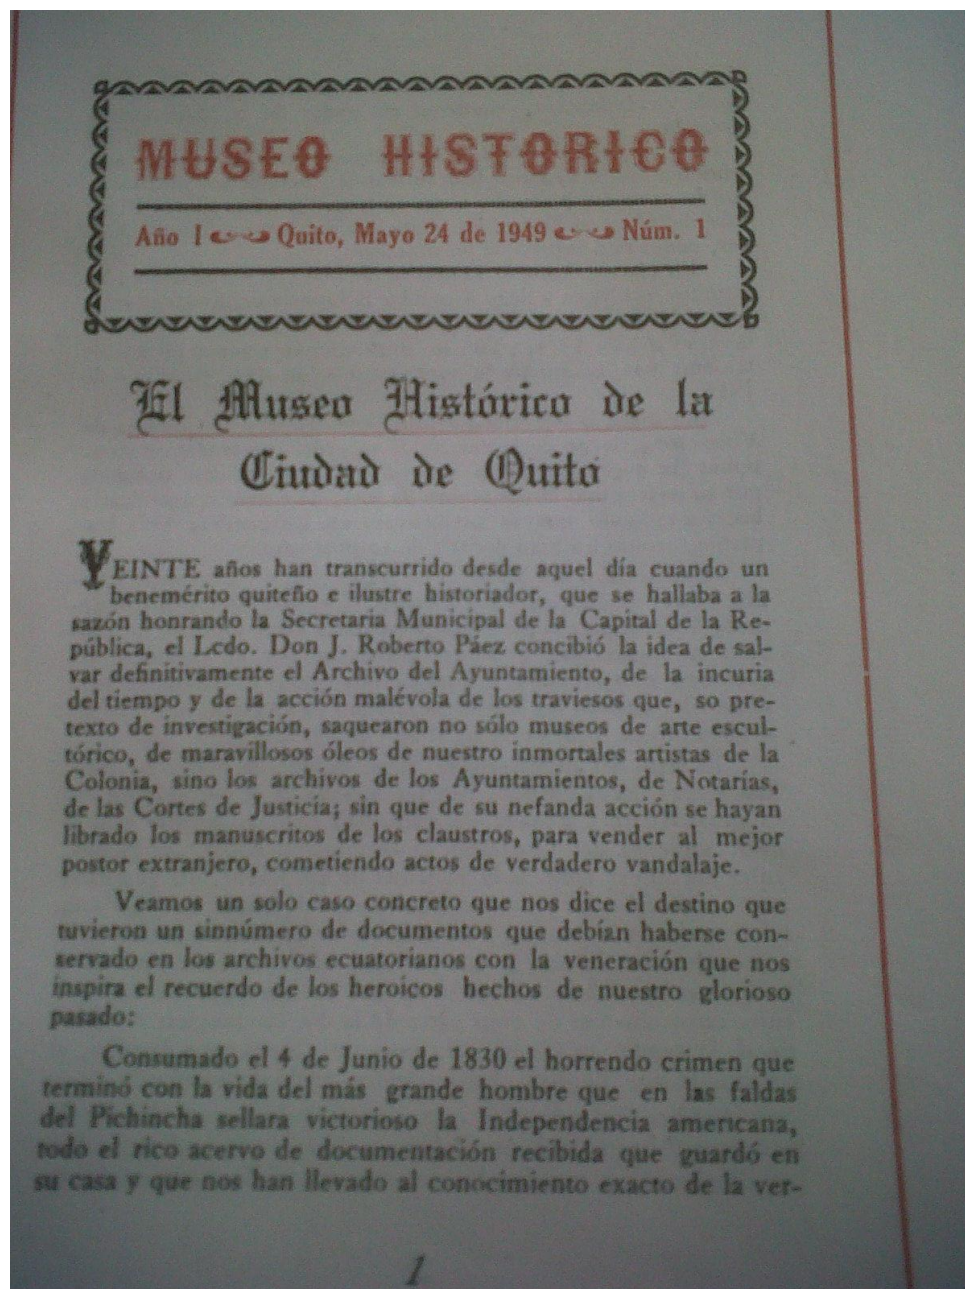 MUSEO HISTORICO
Año I Quito, Mayo 24 de 1949 Núm. 1
El Museo Histórico de la
Ciudad de Quito
VEINTE años han transcurrido desde aquel día cuando un
benemérito quiteño e ilustre historiador, que se hallaba a la
sazón honrando la Secretaria Municipal de la Capital de la Re-
pública, el Lcdo. Don J. Roberto Páez concibió la idea de sal-
var definitivamente el Archivo del Ayuntamiento, de la incuria
del tiempo y de la acción malévola de los traviesos que, so pre-
texto de investigación, saquearon no sólo museos de arte escul-
tórico, de maravillosos óleos de nuestro inmortales artistas de la
Colonia, sino los archivos de los Ayuntamientos, de Notarías,
de las Cortes de Justicia; sin que de su nefanda acción se hayan
librado los manuscritos de los claustros, para vender al mejor
postor extranjero, cometiendo actos de verdadero vandalaje.
Veamos un solo caso concreto que nos dice el destino que
tuvieron un sinnúmero de documentos que debían haberse con-
servado en los archivos ecuatorianos con la veneración que nos
inspira el recuerdo de los heroicos hechos de nuestro glorioso
pasado:
Consumado el 4 de Junio de 1830 el horrendo crimen que
terminó con la vida del más grande hombre que en las faldas
del Pichincha sellara victorioso la Independencia americana,
todo el rico acervo de documentación recibida que guardó en
su casa y que nos han llevado al conocimiento exacto de la ver-
1